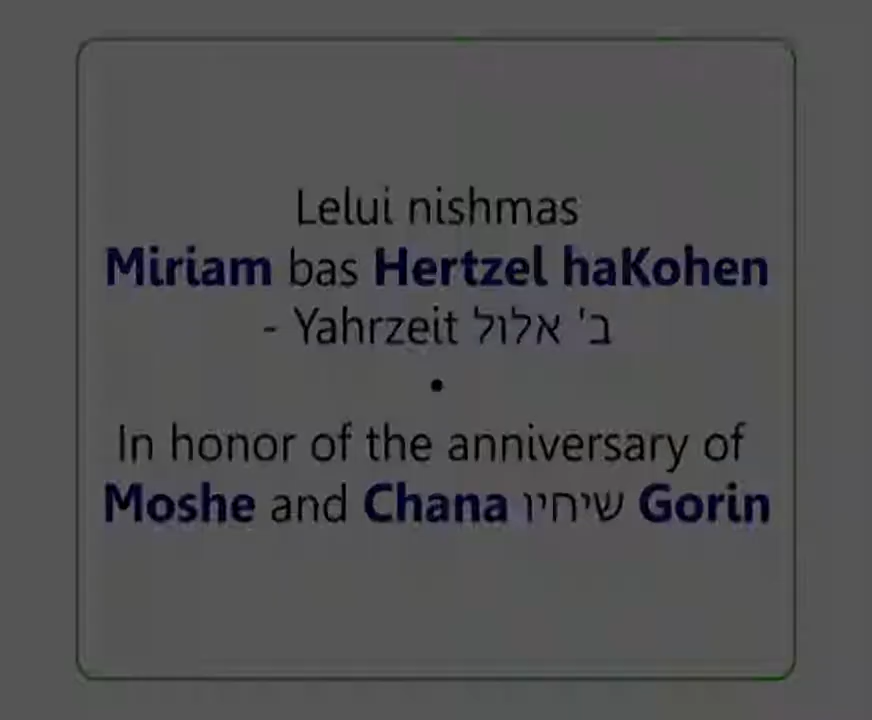 Lelui nishmas
Miriam bas Hertzel haKohen
- Yahrzeit ב' אלול
•
In honor of the anniversary of
Moshe and Chana שיחיו Gorin